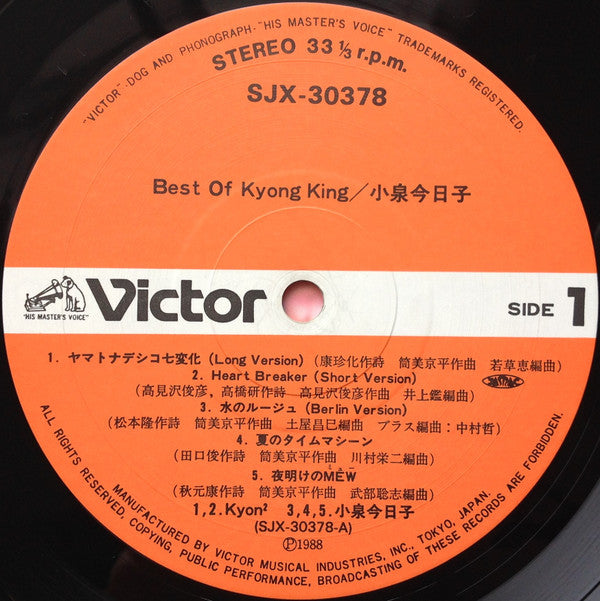 "VICTOR"··DOG AND PHONOGRAPH·"HIS MASTER'S VOICE" TRADEMARKS REGISTERED.
STEREO 33 1/3 r.p.m.
SJX-30378
Best Of Kyong King／小泉今日子
"HIS MASTER'S VOICE"
Victor
SIDE 1
1. ヤマトナデシコ七変化 (Long Version) (康珍化作詩 筒美京平作曲 若草恵編曲)
2. Heart Breaker (Short Version)
(高見沢俊彦, 高橋研作詩 高見沢俊彦作曲 井上鑑編曲)
3. 水のルージュ (Berlin Version)
(松本隆作詩 筒美京平作曲 土屋昌巳編曲 ブラス編曲:中村哲)
4. 夏のタイムマシーン
(田口俊作詩 筒美京平作曲 川村栄二編曲)
5. 夜明けのMEW
(秋元康作詩 筒美京平作曲 武部聡志編曲)
1,2. Kyon² 3,4,5. 小泉今日子
(SJX-30378-A)
Ⓟ1988
MANUFACTURED BY VICTOR MUSICAL INDUSTRIES, INC., TOKYO, JAPAN.
ALL RIGHTS RESERVED, COPYING, PUBLIC PERFORMANCE, BROADCASTING OF THESE RECORDS ARE FORBIDDEN.